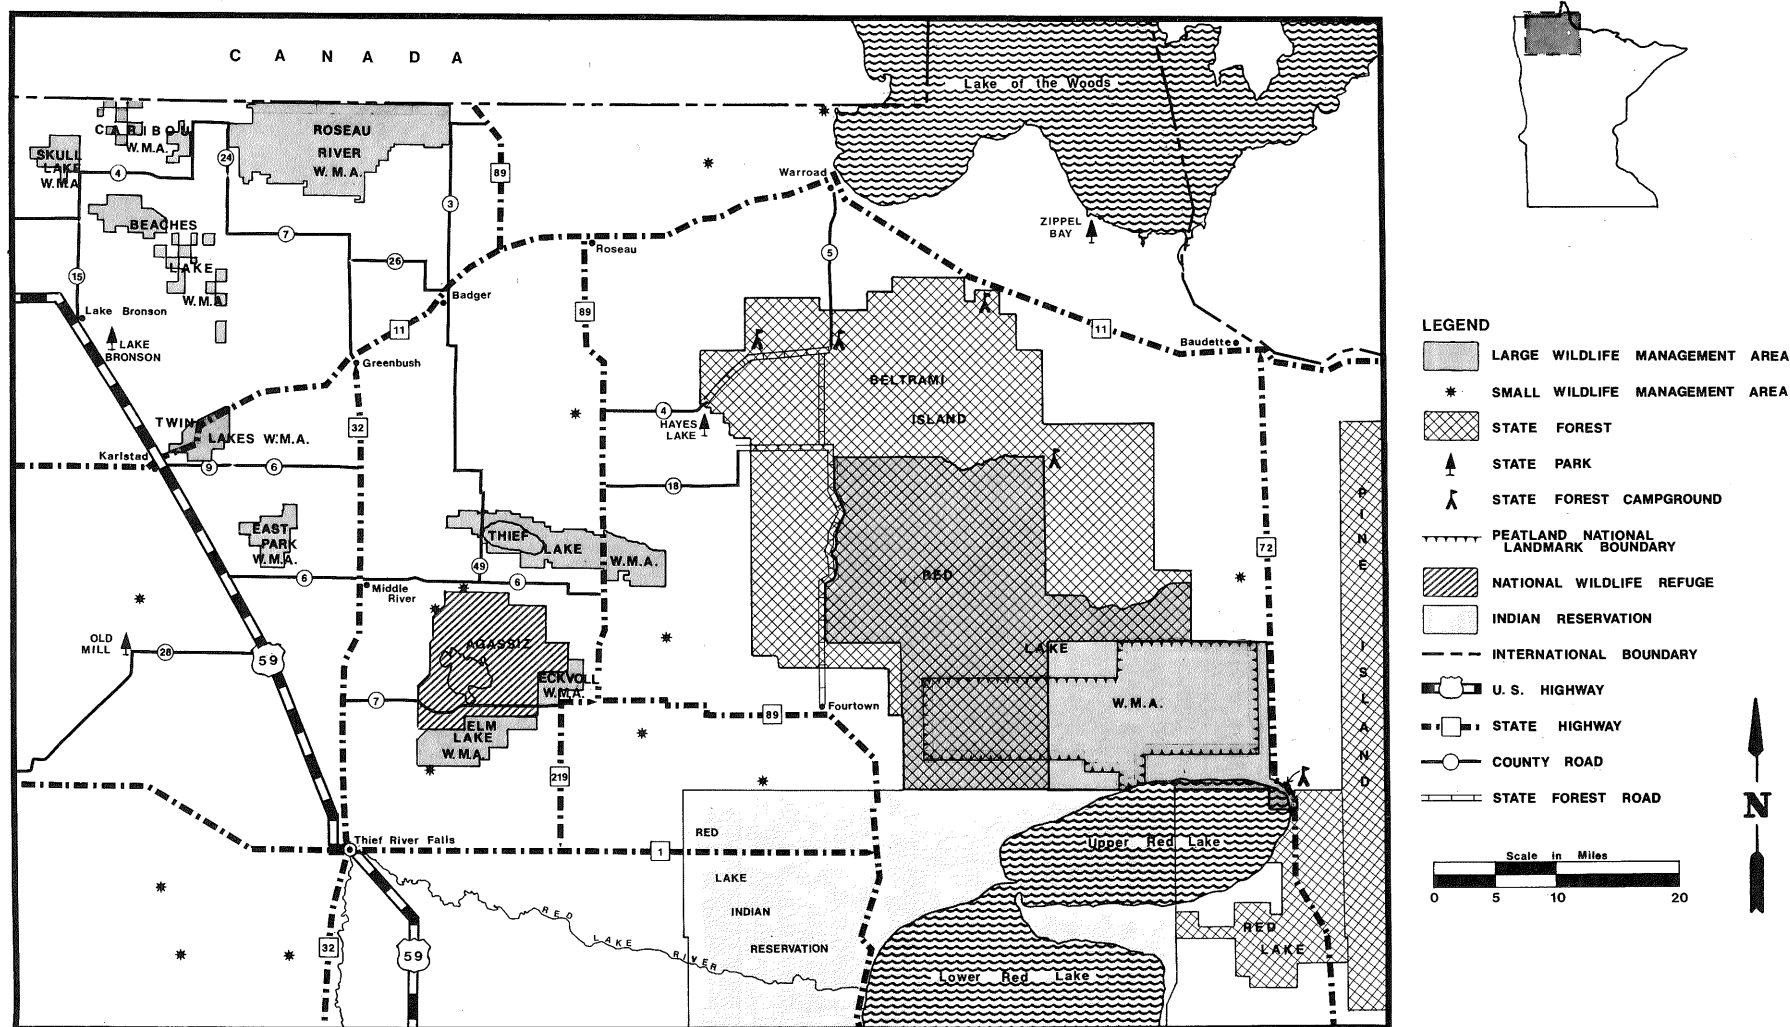 C A N A D A
Lake of the Woods
CARIBOU
W.M.A.
SKULL
LAKE
W.M.A
4
24
ROSEAU
RIVER
W.M.A.
89
3
Warroad
ZIPPEL
BAY
BEACHES
LAKE
W.M.A
7
26
Roseau
5
15
Lake Bronson
LAKE
BRONSON
Badger
89
11
11
Baudette
Greenbush
BELTRAMI
ISLAND
TWIN
LAKES W.M.A.
32
4
HAYES
LAKE
Karlstad
9
6
18
EAST
PARK
W.M.A.
THIEF
LAKE
W.M.A.
49
6
6
Middle
River
72
RED
LAKE
W.M.A.
PINE ISLAND
OLD
MILL
28
59
AGASSIZ
ECKVOLL
W.M.A.
7
ELM
LAKE
W.M.A.
89
Fourtown
219
Thief River Falls
1
RED
LAKE
INDIAN
RESERVATION
Upper Red Lake
RED LAKE RIVER
32
59
Lower Red Lake
RED
LAKE
LEGEND
LARGE WILDLIFE MANAGEMENT AREA
SMALL WILDLIFE MANAGEMENT AREA
STATE FOREST
STATE PARK
STATE FOREST CAMPGROUND
PEATLAND NATIONAL
LANDMARK BOUNDARY
NATIONAL WILDLIFE REFUGE
INDIAN RESERVATION
INTERNATIONAL BOUNDARY
U.S. HIGHWAY
STATE HIGHWAY
COUNTY ROAD
STATE FOREST ROAD
N
Scale in Miles
0 5 10 20